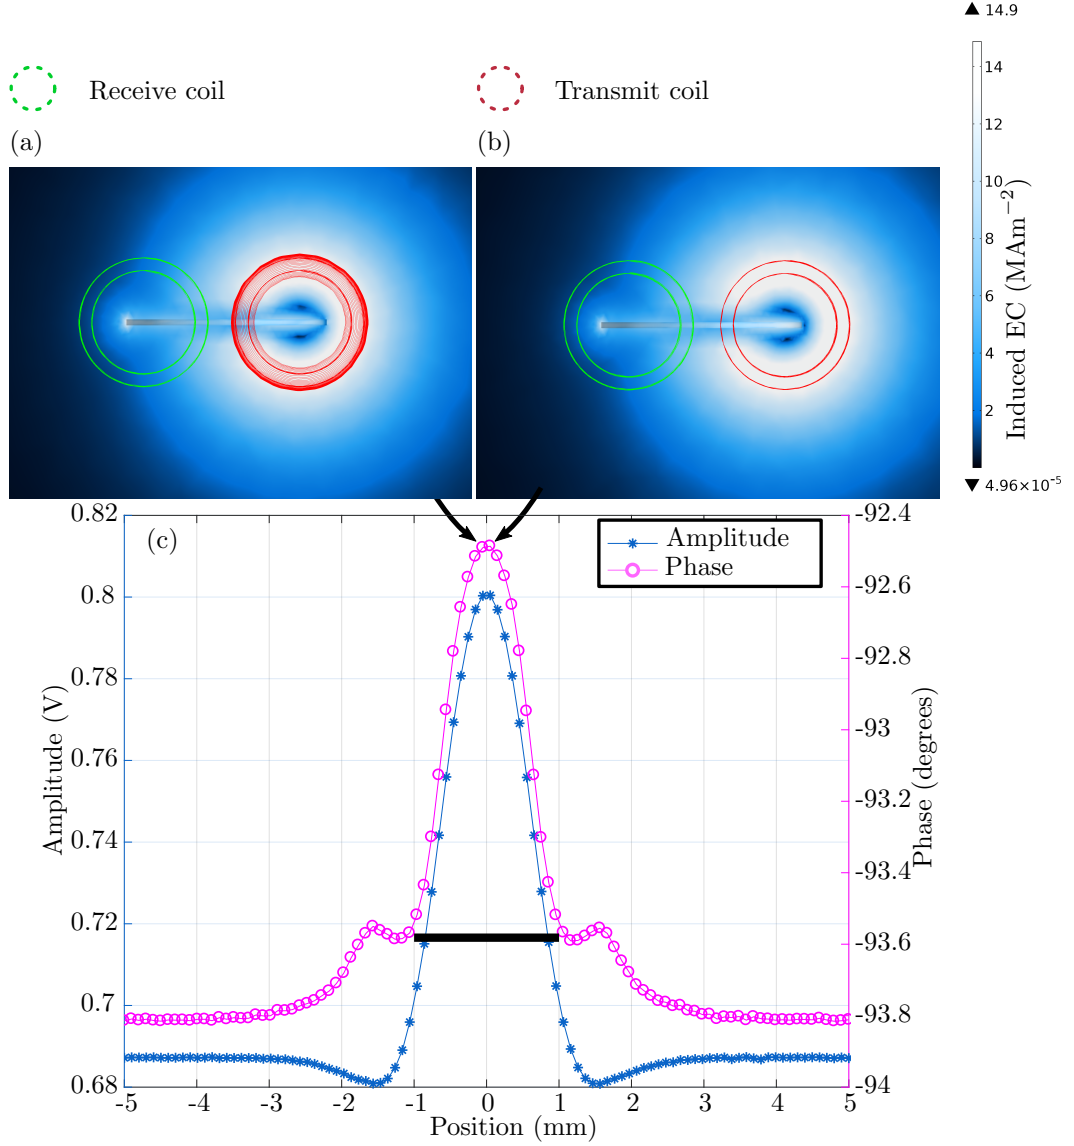 ▲ 14.9
Receive coil
Transmit coil
(a)
(b)
14
12
10
8
6
4
2
Induced EC (MAm⁻²)
▼ 4.96×10⁻⁵
(c)
Amplitude
Phase
0.82
0.8
0.78
0.76
0.74
0.72
0.7
0.68
Amplitude (V)
-92.4
-92.6
-92.8
-93
-93.2
-93.4
-93.6
-93.8
-94
Phase (degrees)
-5 -4 -3 -2 -1 0 1 2 3 4 5
Position (mm)